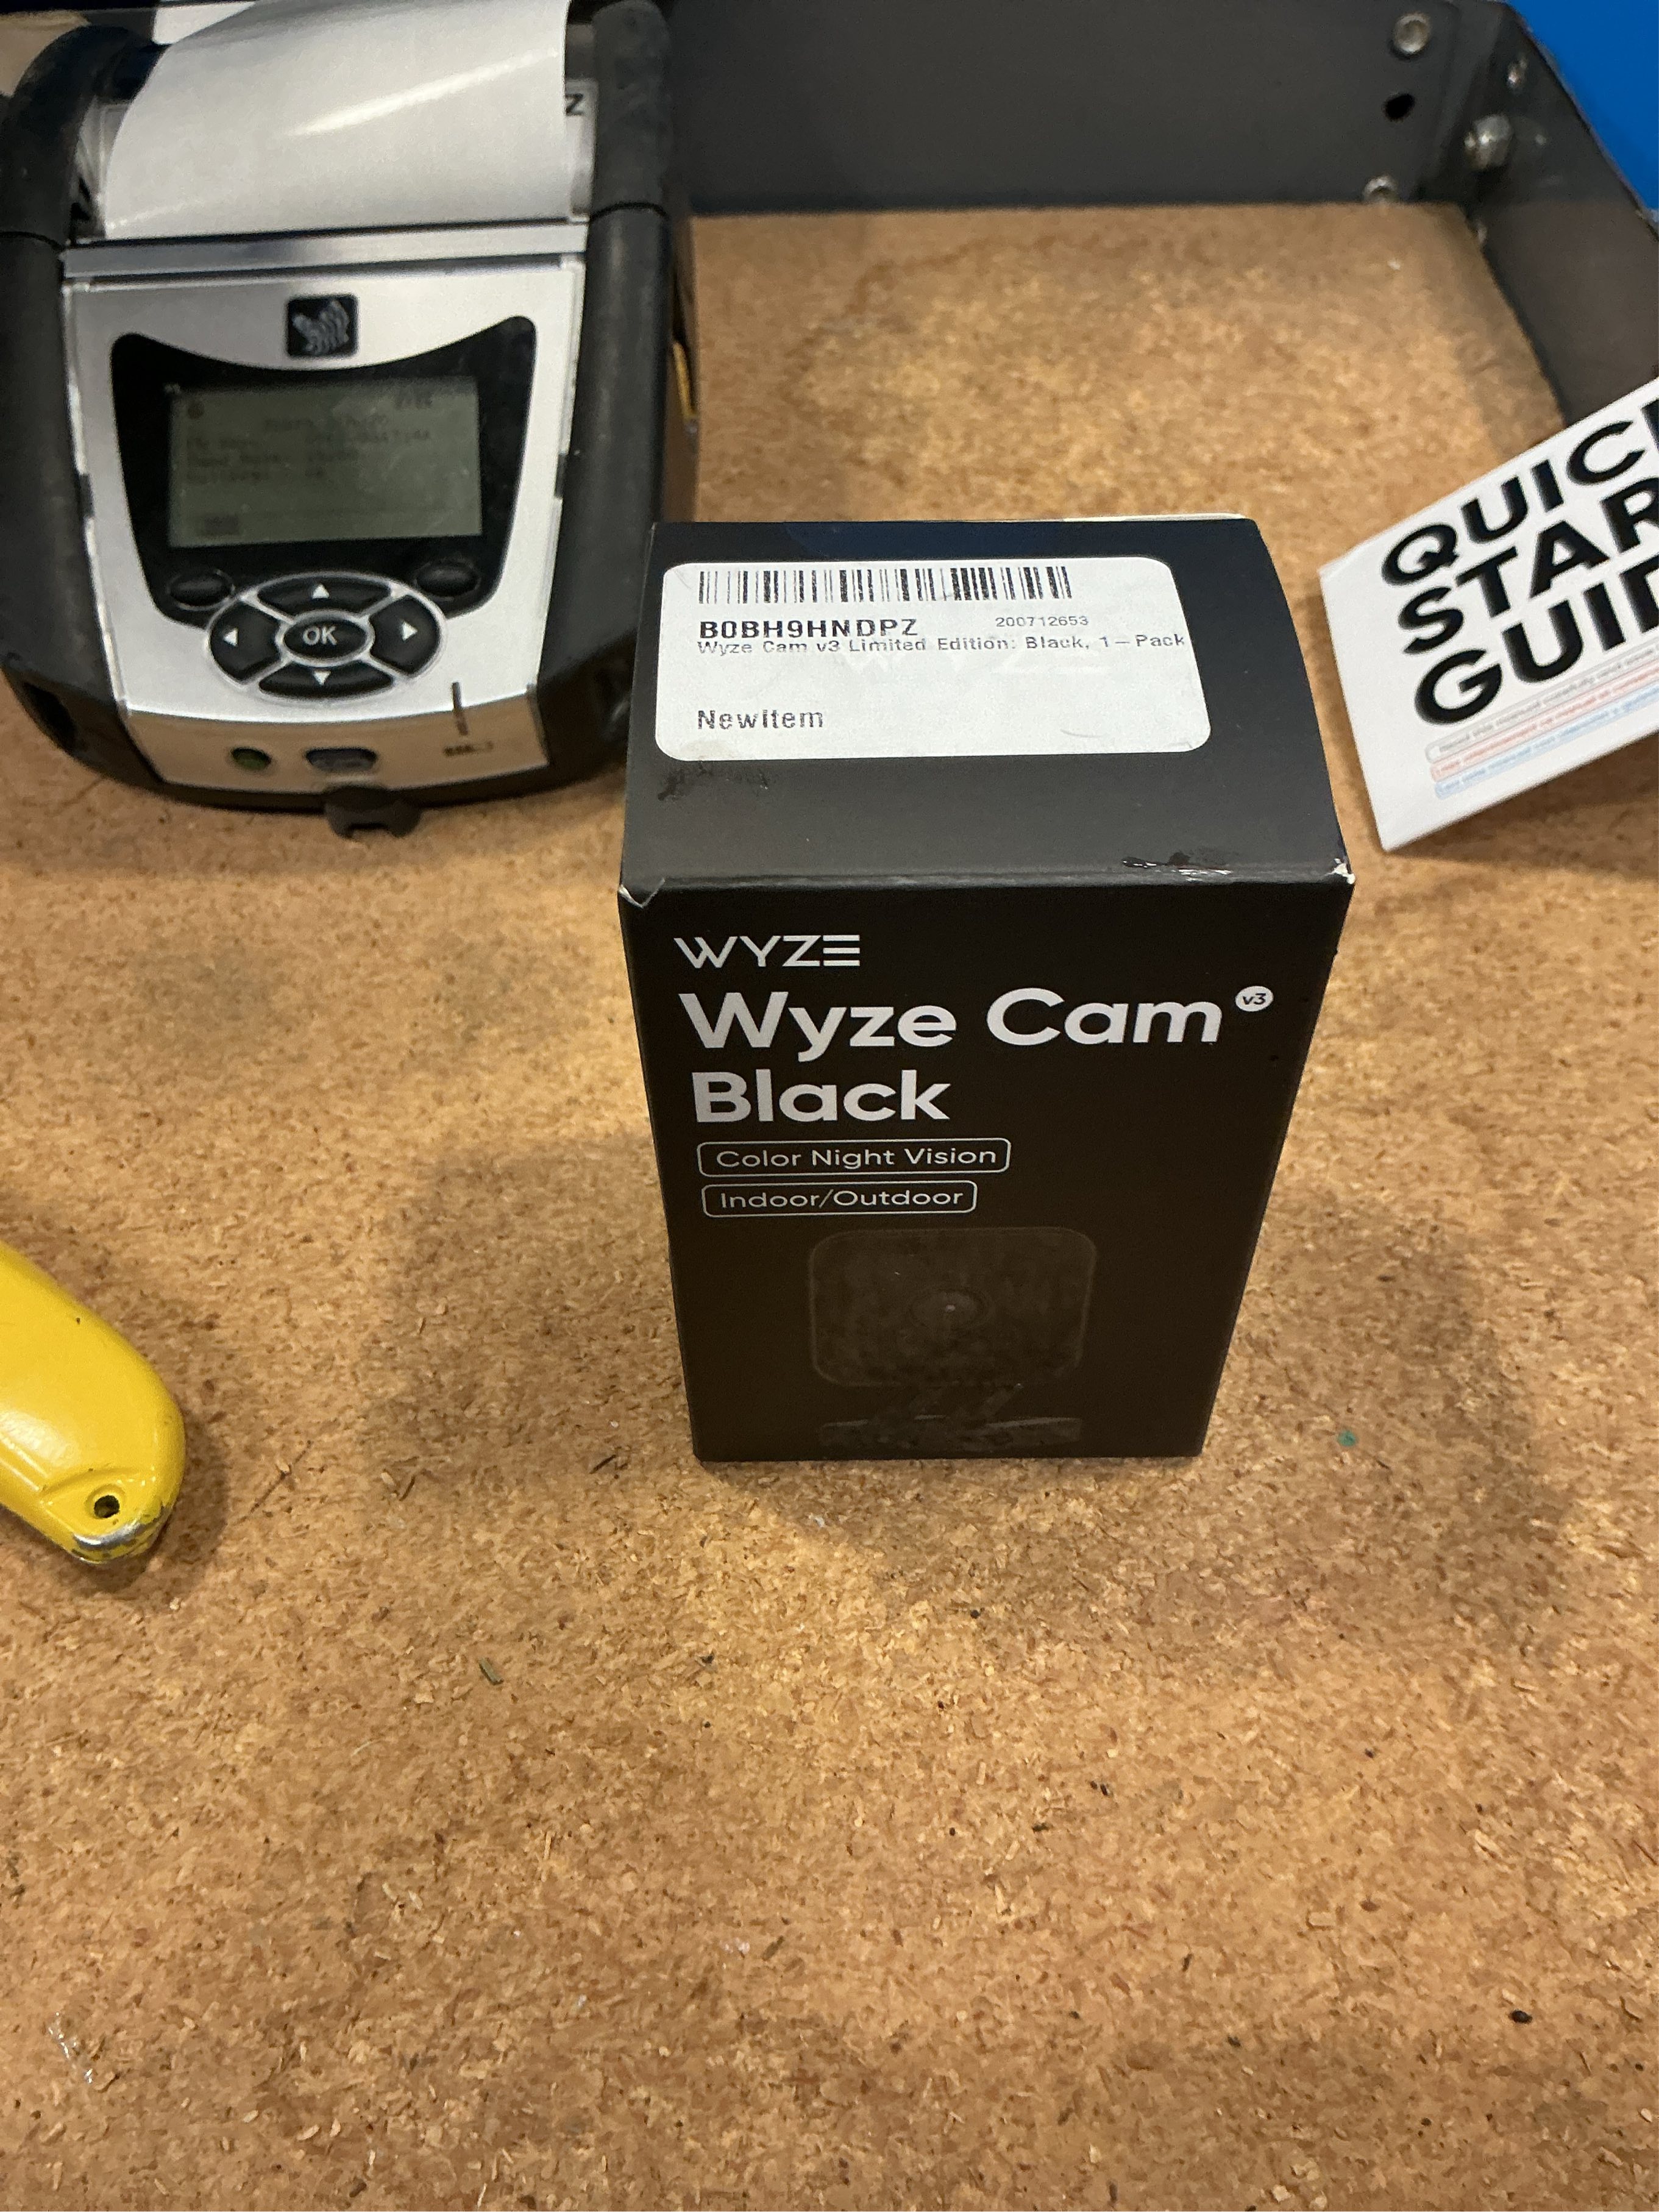 Z
OK
B0BH9HNDPZ
200712653
Wyze Cam v3 Limited Edition: Black, 1-Pack
NewItem
WYZE
Wyze Cam v3
Black
Color Night Vision
Indoor/Outdoor
QUIC
STAR
GUID